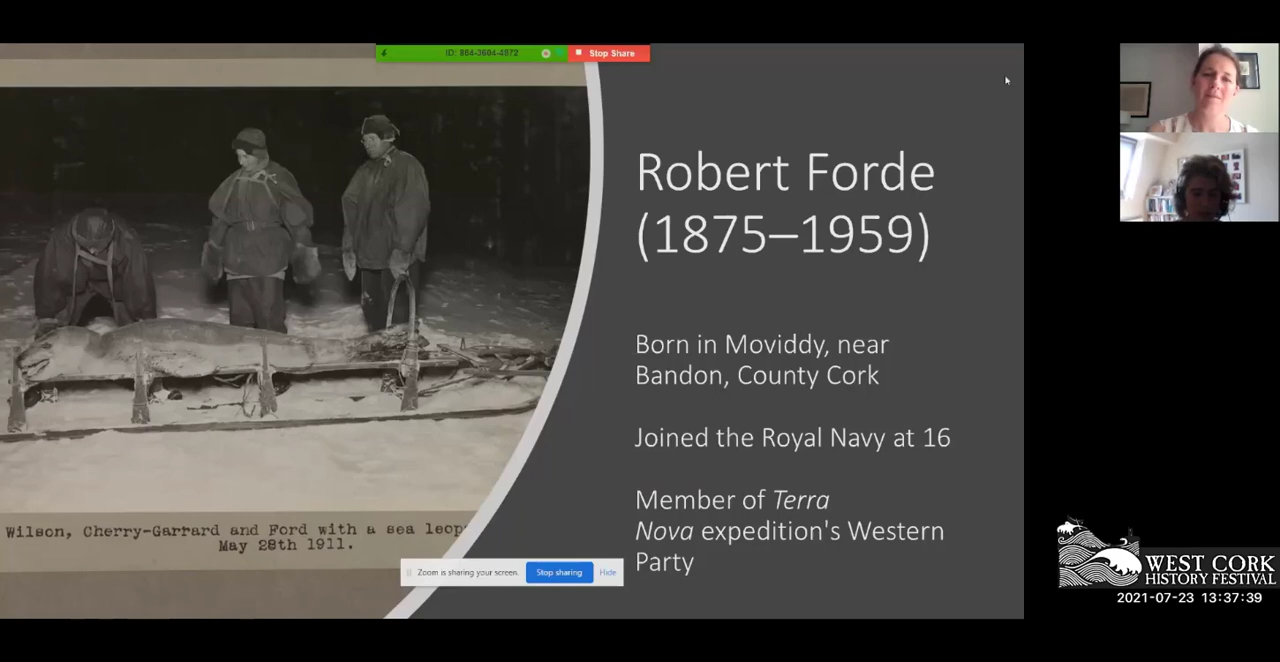 ID: 864-3604-4872
Stop Share
Robert Forde
(1875–1959)
Born in Moviddy, near
Bandon, County Cork
Joined the Royal Navy at 16
Member of Terra
Nova expedition's Western
Party
Wilson, Cherry-Garrard and Ford with a sea leop
May 28th 1911.
Zoom is sharing your screen.
Stop sharing
Hide
WEST CORK
HISTORY FESTIVAL
2021-07-23 13:37:39